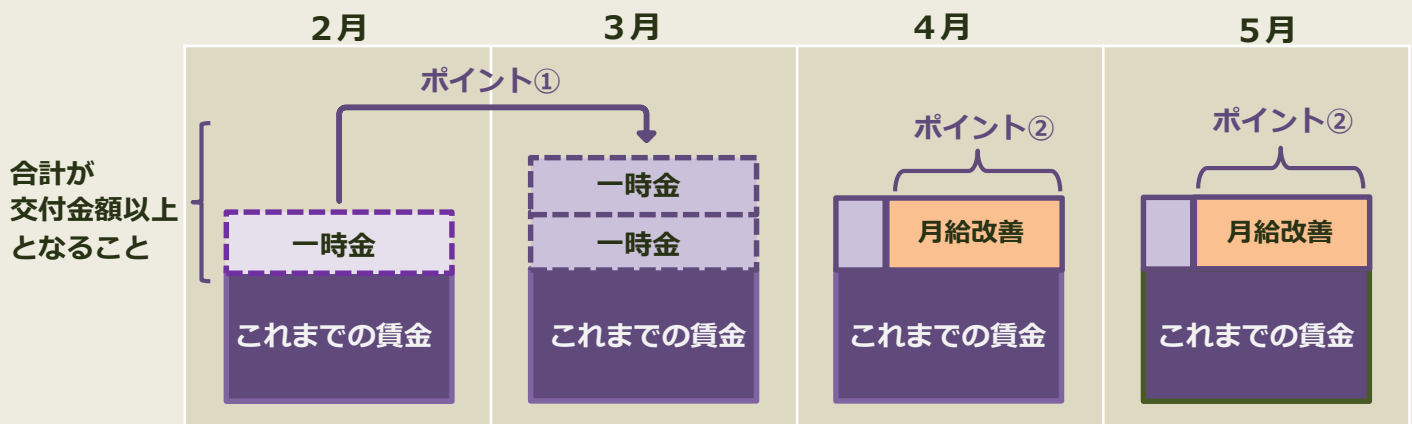 ２月
３月
４月
５月
ポイント①
ポイント②
ポイント②
合計が
交付金額以上
となること
一時金
一時金
一時金
月給改善
月給改善
これまでの賃金
これまでの賃金
これまでの賃金
これまでの賃金